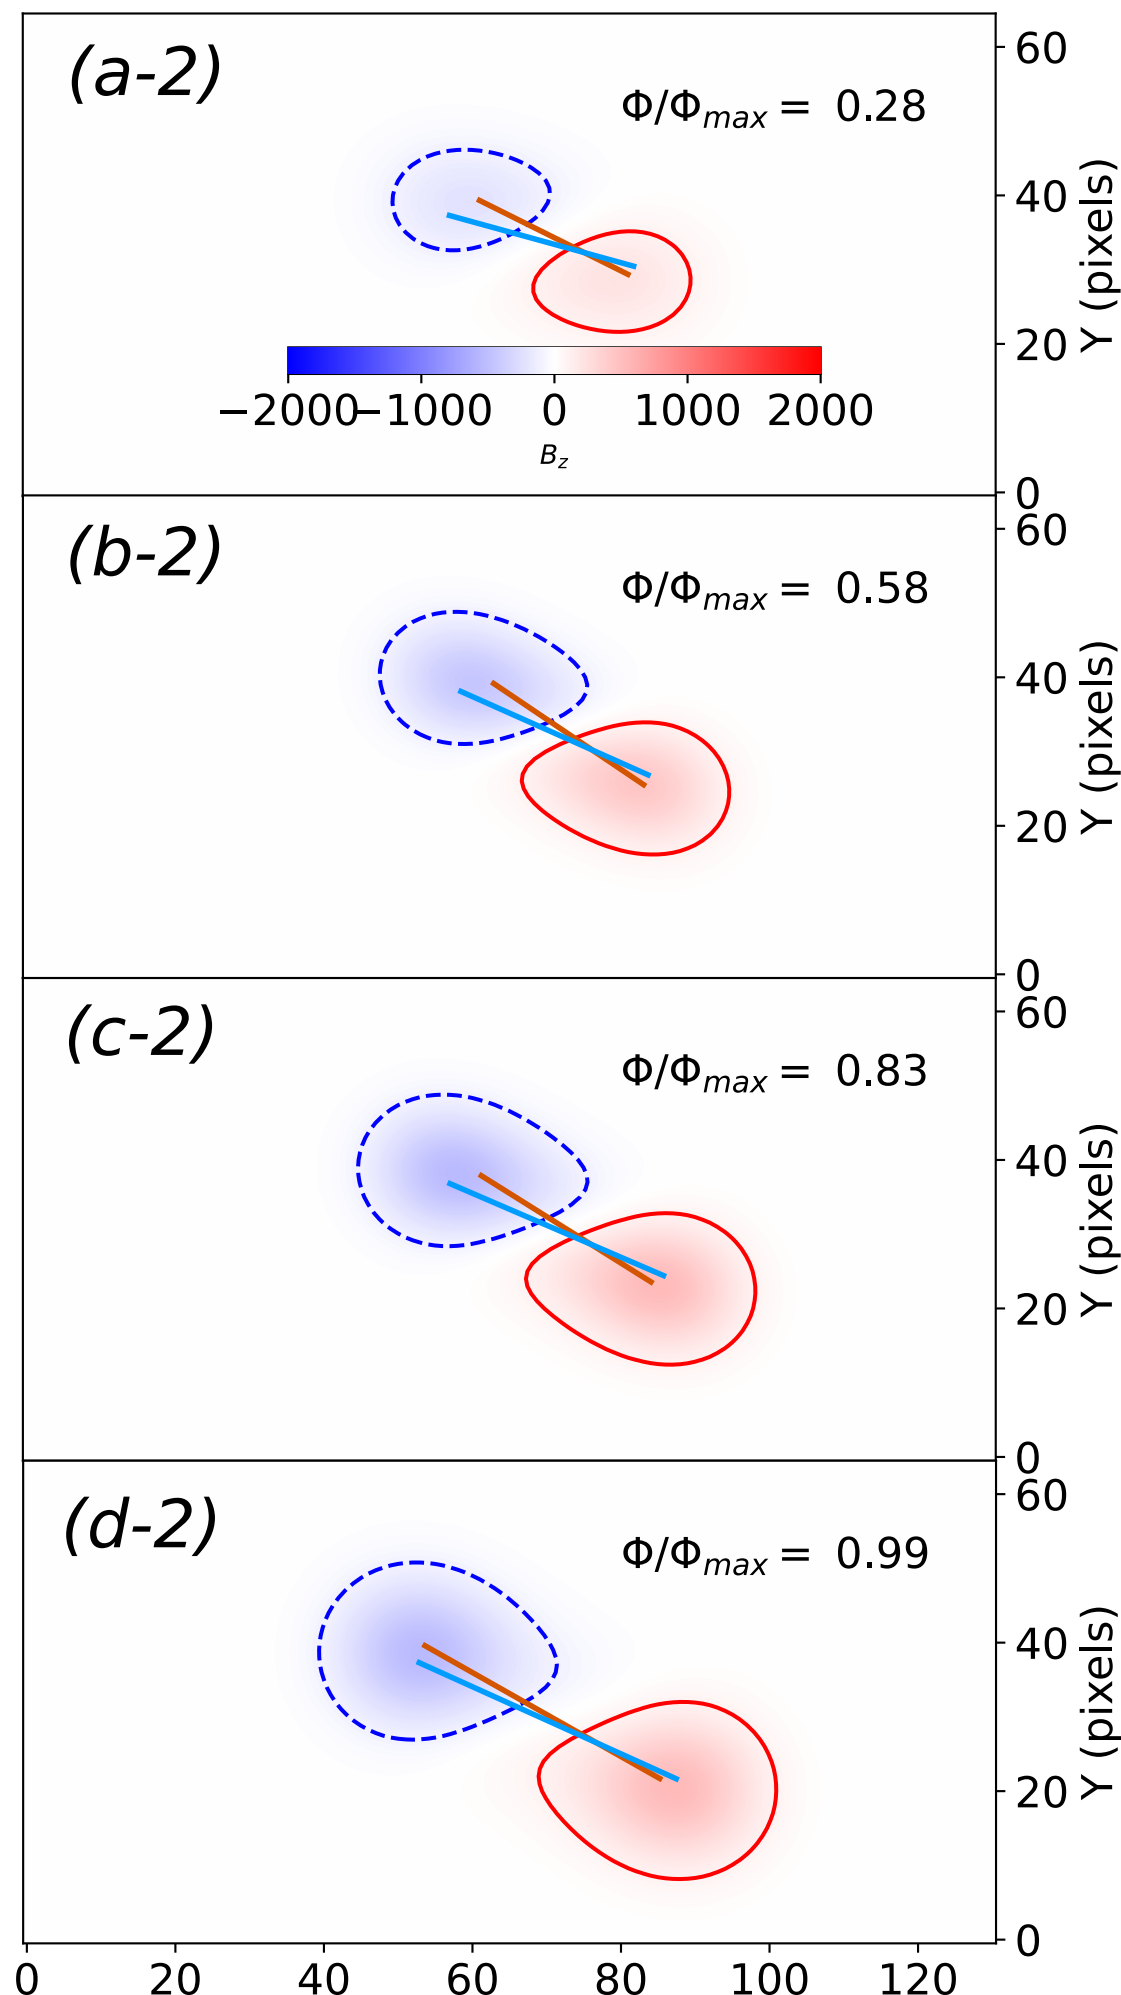 (a-2)
Φ/Φmax = 0.28
60
40
20
0
Y (pixels)
−2000 −1000 0 1000 2000
Bz
(b-2)
Φ/Φmax = 0.58
60
40
20
0
Y (pixels)
(c-2)
Φ/Φmax = 0.83
60
40
20
0
Y (pixels)
(d-2)
Φ/Φmax = 0.99
60
40
20
0
Y (pixels)
0 20 40 60 80 100 120